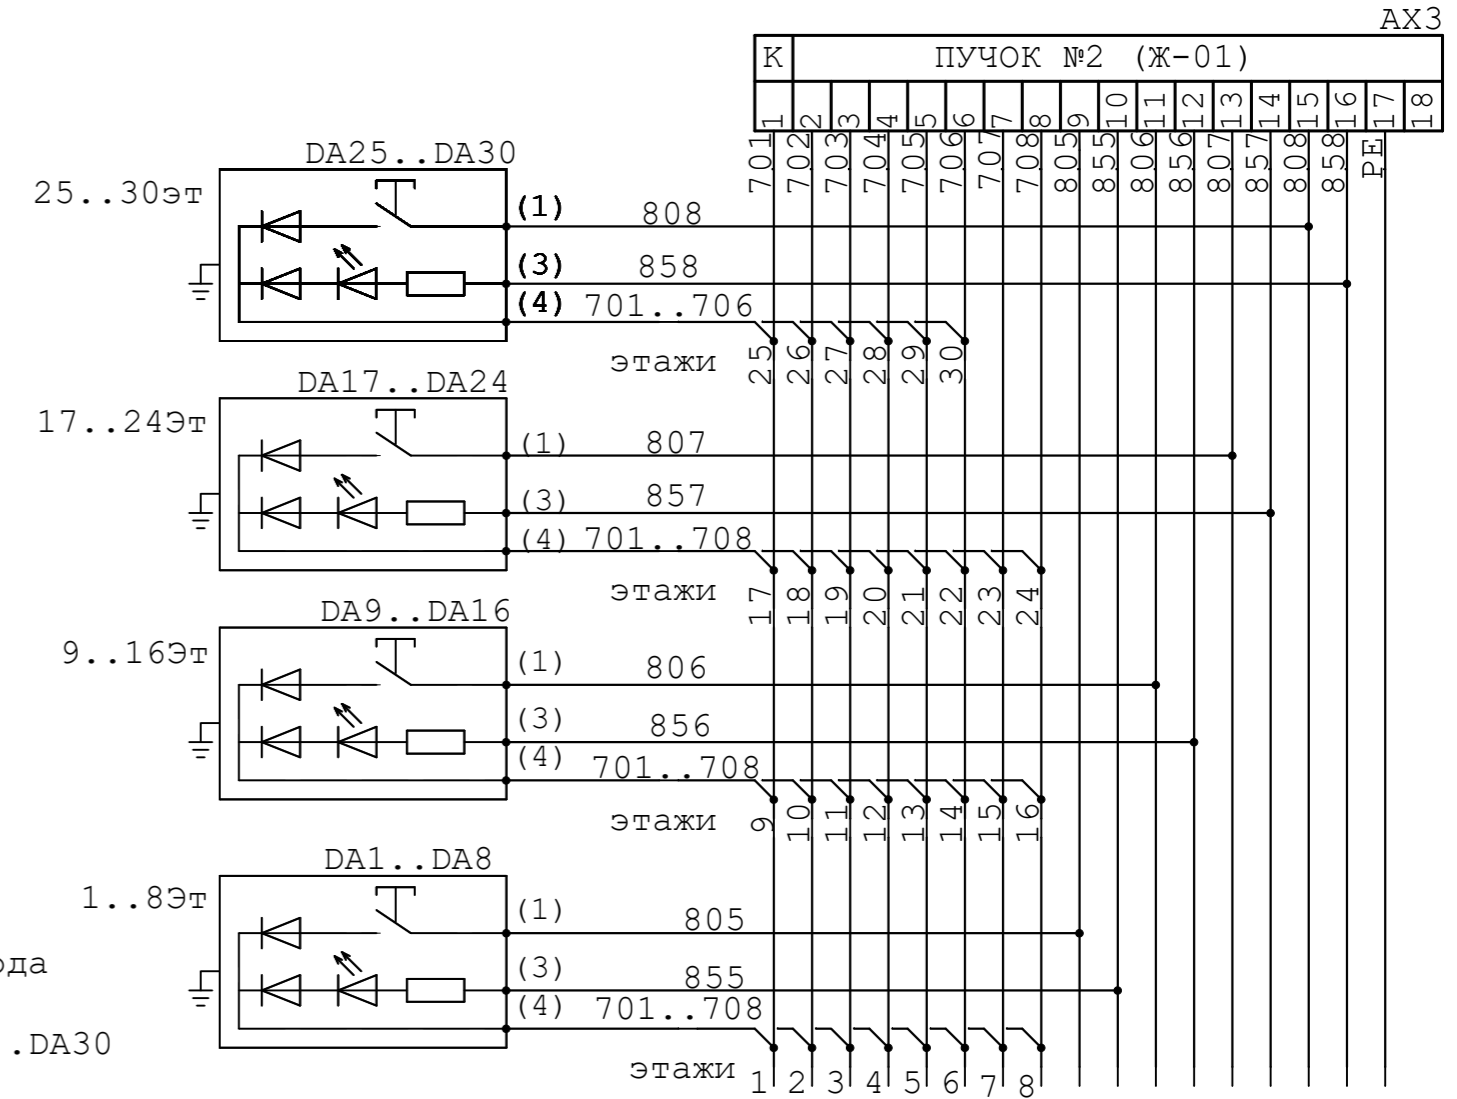 АХ3
К ПУЧОК №2 (Ж-01)
1 2 3 4 5 6 7 8 9 10 11 12 13 14 15 16 17 18
701 702 703 704 705 706 707 708 805 855 806 856 807 857 808 858 РЕ
DA25..DA30
25..30эт
(1) 808
(3) 858
(4) 701..706
этажи 25 26 27 28 29 30
DA17..DA24
17..24Эт
(1) 807
(3) 857
(4) 701..708
этажи 17 18 19 20 21 22 23 24
DA9..DA16
9..16Эт
(1) 806
(3) 856
(4) 701..708
этажи 9 10 11 12 13 14 15 16
DA1..DA8
1..8Эт
(1) 805
ода
(3) 855
(4) 701..708
.DA30
этажи 1 2 3 4 5 6 7 8